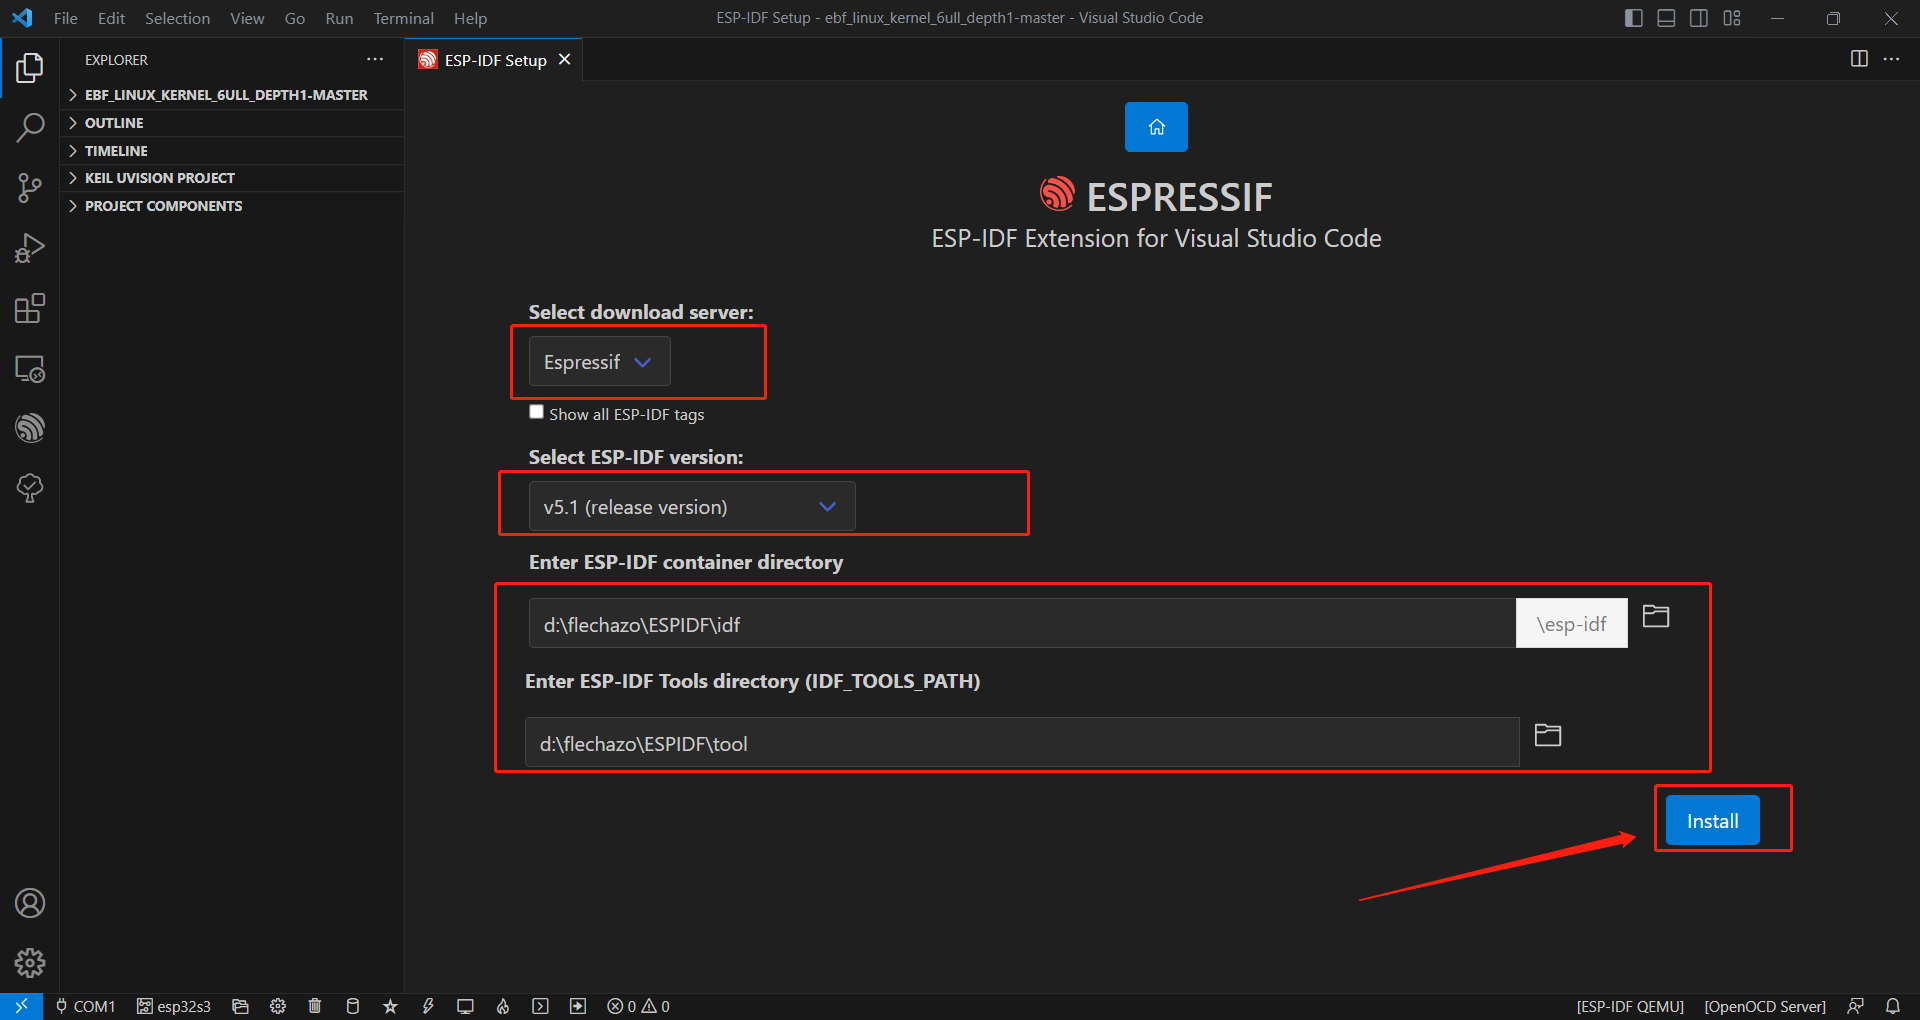 File Edit Selection View Go Run Terminal Help
ESP-IDF Setup - ebf_linux_kernel_6ull_depth1-master - Visual Studio Code
EXPLORER
EBF_LINUX_KERNEL_6ULL_DEPTH1-MASTER
OUTLINE
TIMELINE
KEIL UVISION PROJECT
PROJECT COMPONENTS
ESP-IDF Setup
ESPRESSIF
ESP-IDF Extension for Visual Studio Code
Select download server:
Espressif
Show all ESP-IDF tags
Select ESP-IDF version:
v5.1 (release version)
Enter ESP-IDF container directory
d:\flechazo\ESPIDF\idf \esp-idf
Enter ESP-IDF Tools directory (IDF_TOOLS_PATH)
d:\flechazo\ESPIDF\tool
Install
COM1 esp32s3 0 0 [ESP-IDF QEMU] [OpenOCD Server]